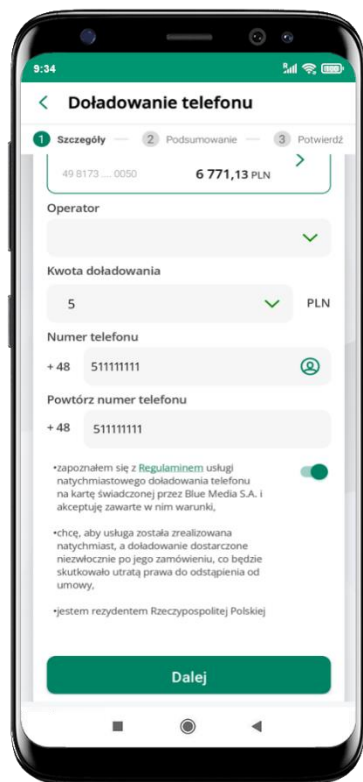 9:34
Doładowanie telefonu
1 Szczegóły 2 Podsumowanie 3 Potwierdź
49 8173 .... 0050 6 771,13 PLN
Operator
Kwota doładowania
5 PLN
Numer telefonu
+ 48 511111111
Powtórz numer telefonu
+ 48 511111111
•zapoznałem się z Regulaminem usługi
natychmiastowego doładowania telefonu
na kartę świadczonej przez Blue Media S.A. i
akceptuję zawarte w nim warunki,
•chcę, aby usługa została zrealizowana
natychmiast, a doładowanie dostarczone
niezwłocznie po jego zamówieniu, co będzie
skutkowało utratą prawa do odstąpienia od
umowy,
•jestem rezydentem Rzeczypospolitej Polskiej
Dalej